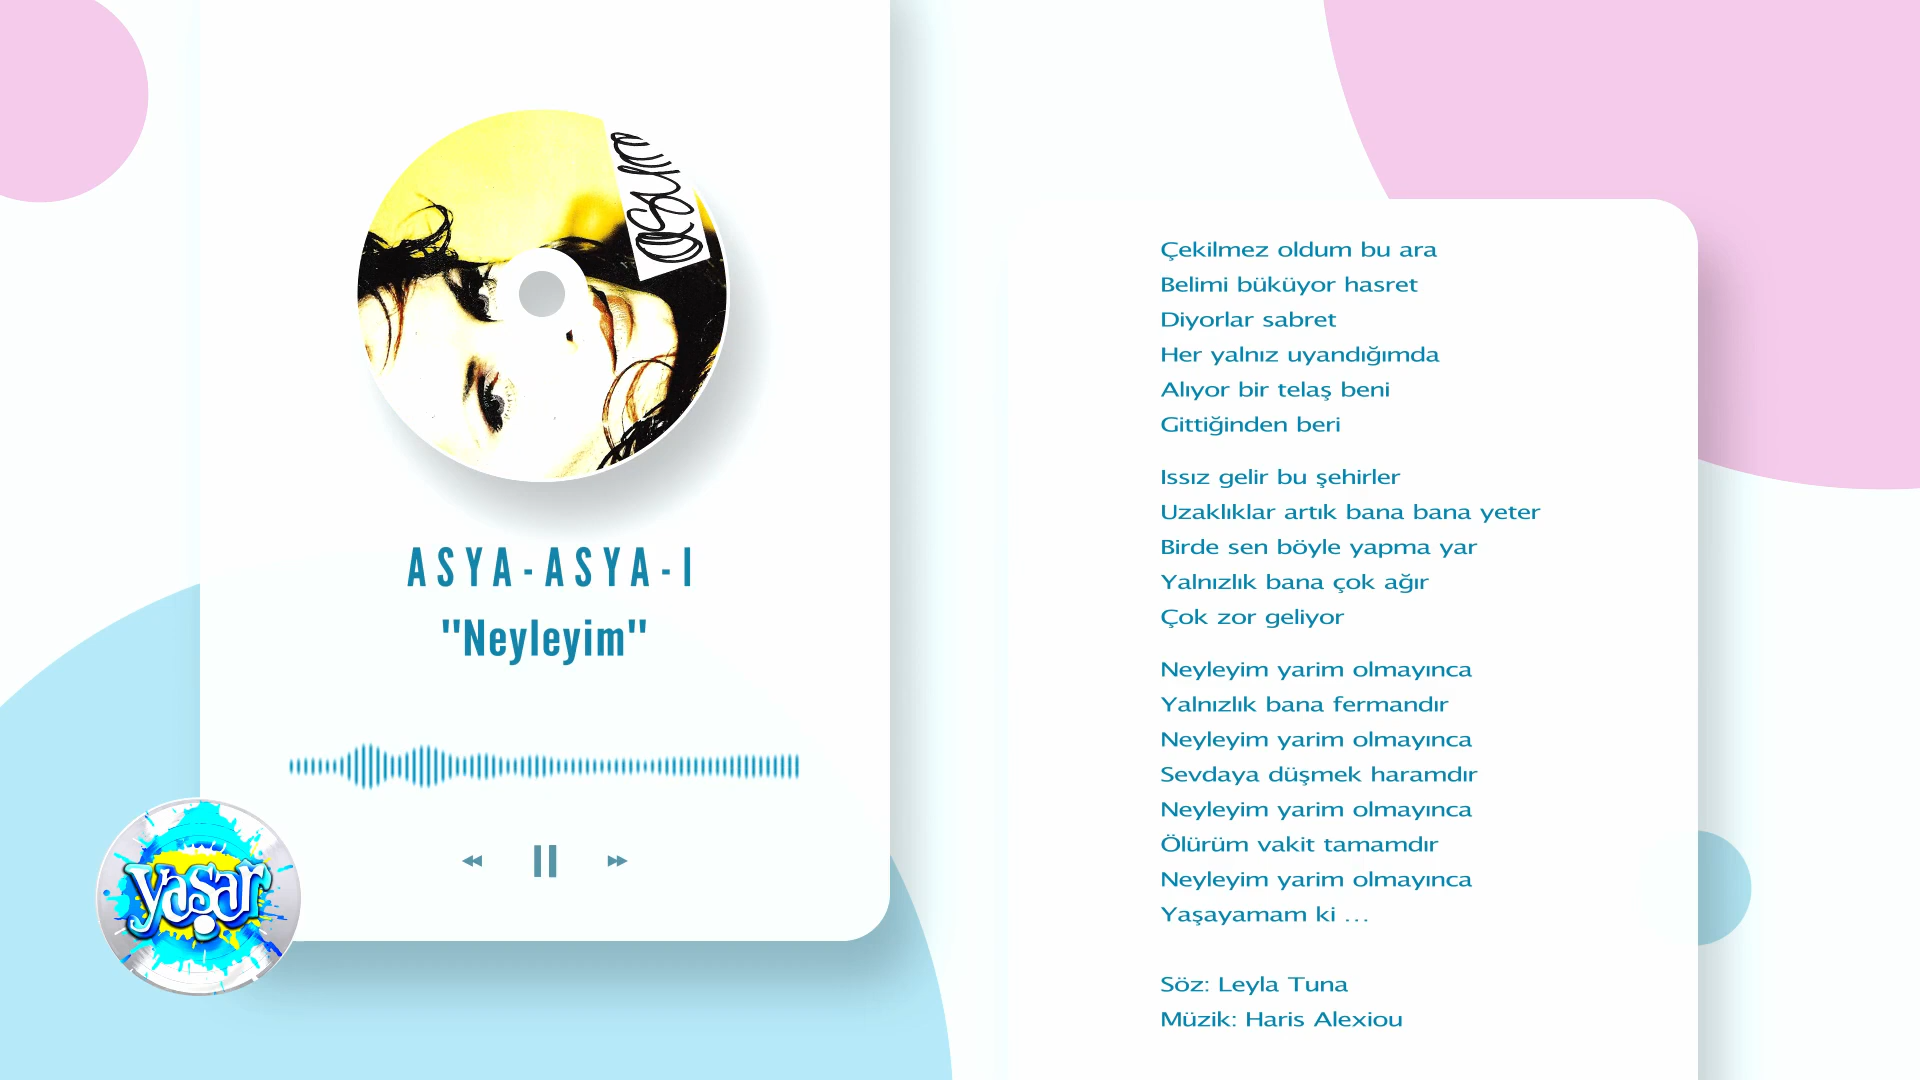 asya
ASYA-ASYA-I
"Neyleyim"
yaşar
Çekilmez oldum bu ara
Belimi büküyor hasret
Diyorlar sabret
Her yalnız uyandığımda
Alıyor bir telaş beni
Gittiğinden beri
Issız gelir bu şehirler
Uzaklıklar artık bana bana yeter
Birde sen böyle yapma yar
Yalnızlık bana çok ağır
Çok zor geliyor
Neyleyim yarim olmayınca
Yalnızlık bana fermandır
Neyleyim yarim olmayınca
Sevdaya düşmek haramdır
Neyleyim yarim olmayınca
Ölürüm vakit tamamdır
Neyleyim yarim olmayınca
Yaşayamam ki ...
Söz: Leyla Tuna
Müzik: Haris Alexiou